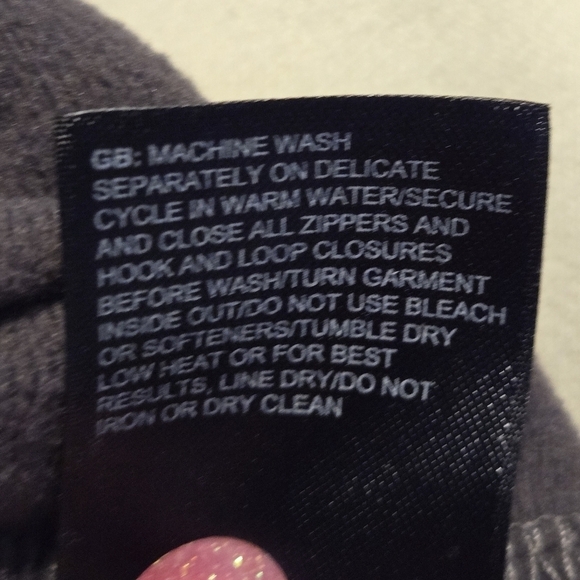 GB: MACHINE WASH
SEPARATELY ON DELICATE
CYCLE IN WARM WATER/SECURE
AND CLOSE ALL ZIPPERS AND
HOOK AND LOOP CLOSURES
BEFORE WASH/TURN GARMENT
INSIDE OUT/DO NOT USE BLEACH
OR SOFTENERS/TUMBLE DRY
LOW HEAT OR FOR BEST
RESULTS, LINE DRY/DO NOT
IRON OR DRY CLEAN